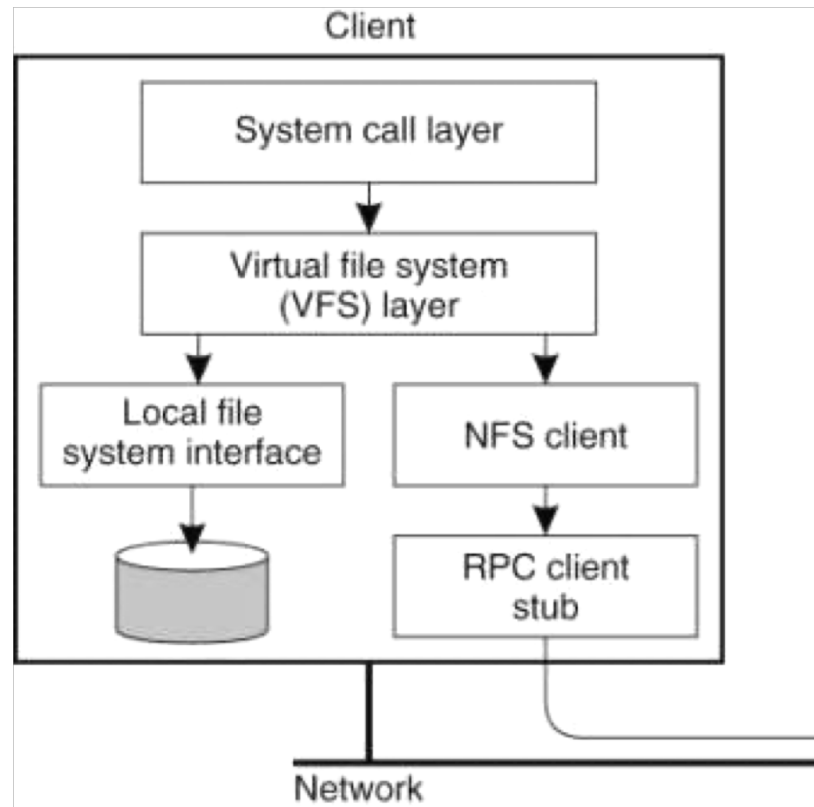 Client
System call layer
Virtual file system
(VFS) layer
Local file
system interface
NFS client
RPC client
stub
Network